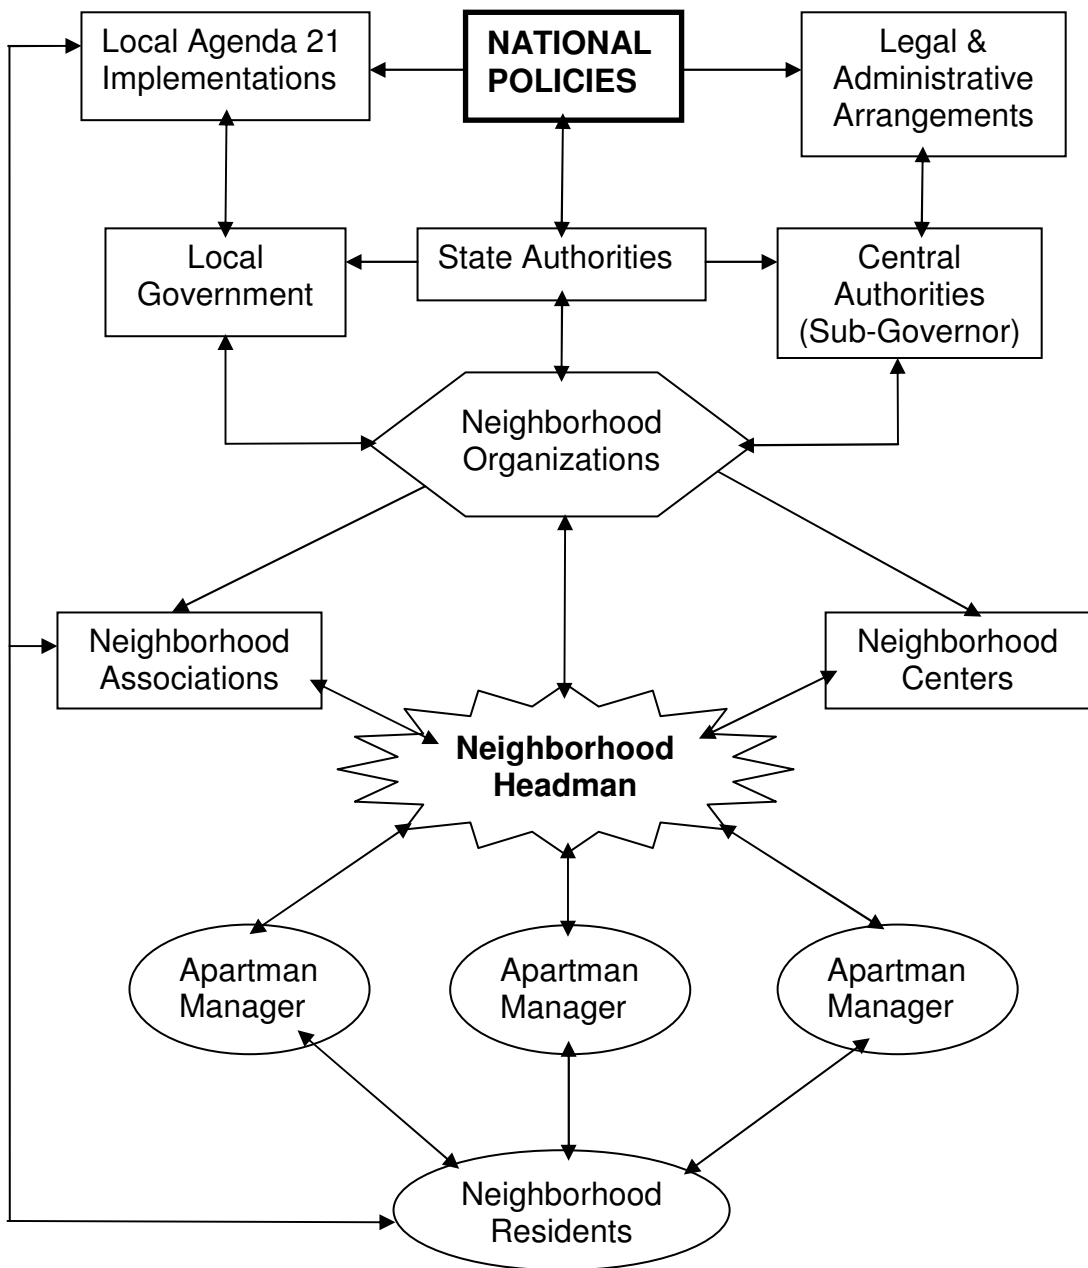 Local Agenda 21
Implementations
NATIONAL
POLICIES
Legal &
Administrative
Arrangements
Local
Government
State Authorities
Central
Authorities
(Sub-Governor)
Neighborhood
Organizations
Neighborhood
Associations
Neighborhood
Centers
Neighborhood
Headman
Apartman
Manager
Apartman
Manager
Apartman
Manager
Neighborhood
Residents